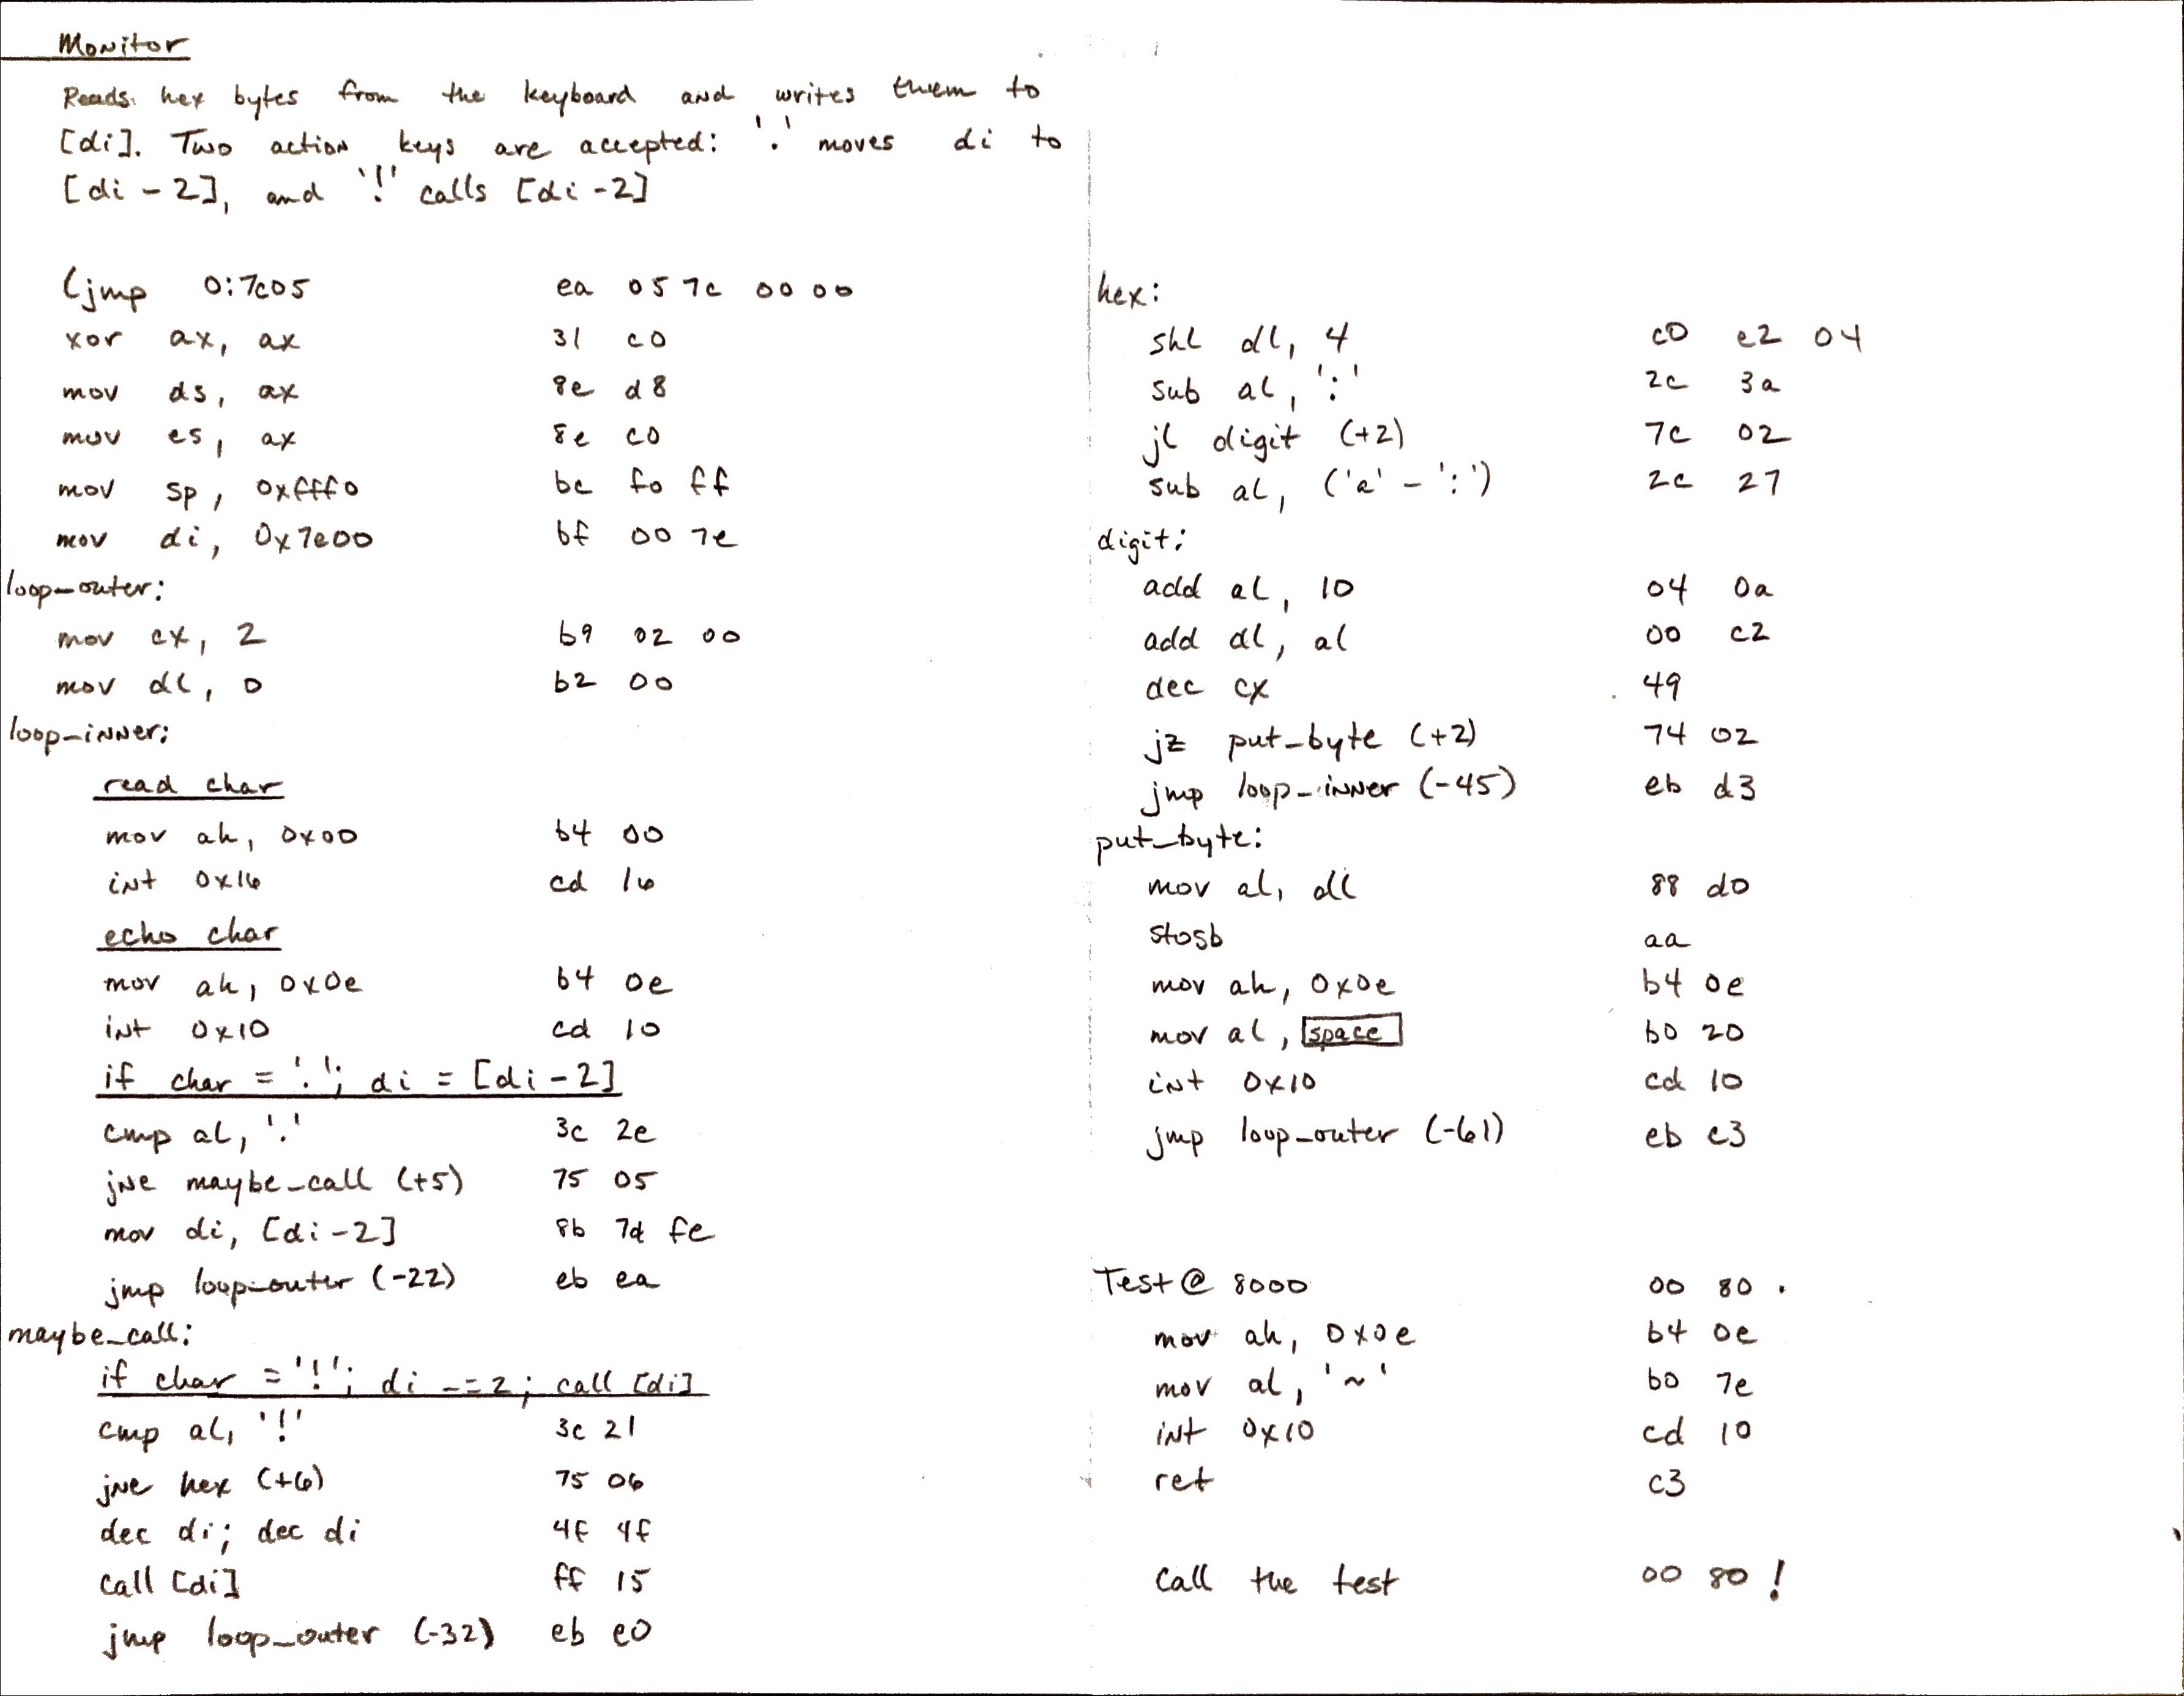 Monitor
Reads hex bytes from the keyboard and writes them to
[di]. Two action keys are accepted: '.' moves di to
[di - 2], and '!' calls [di - 2]
ljmp 0:7c05 ea 05 7c 00 00
xor ax, ax 31 c0
mov ds, ax 8e d8
mov es, ax 8e c0
mov sp, 0xfff0 bc f0 ff
mov di, 0x7e00 bf 00 7e
loop-outer:
mov cx, 2 b9 02 00
mov dl, 0 b2 00
loop-inner:
read char
mov ah, 0x00 b4 00
int 0x16 cd 16
echo char
mov ah, 0x0e b4 0e
int 0x10 cd 10
if char = '.'; di = [di - 2]
cmp al, '.' 3c 2e
jne maybe_call (+5) 75 05
mov di, [di - 2] 8b 7d fe
jmp loop-outer (-22) eb ea
maybe_call:
if char = '!'; di -= 2; call [di]
cmp al, '!' 3c 21
jne hex (+6) 75 06
dec di; dec di 4f 4f
call [di] ff 15
jmp loop_outer (-32) eb e0
hex:
shl dl, 4 c0 e2 04
sub al, ':' 2c 3a
jl digit (+2) 7c 02
sub al, ('a' - ':') 2c 27
digit:
add al, 10 04 0a
add dl, al 00 c2
dec cx 49
jz put_byte (+2) 74 02
jmp loop_inner (-45) eb d3
put_byte:
mov al, dl 88 d0
stosb aa
mov ah, 0x0e b4 0e
mov al, space b0 20
int 0x10 cd 10
jmp loop_outer (-61) eb c3
Test @ 8000 00 80 .
mov ah, 0x0e b4 0e
mov al, '~' b0 7e
int 0x10 cd 10
ret c3
call the test 00 80 !